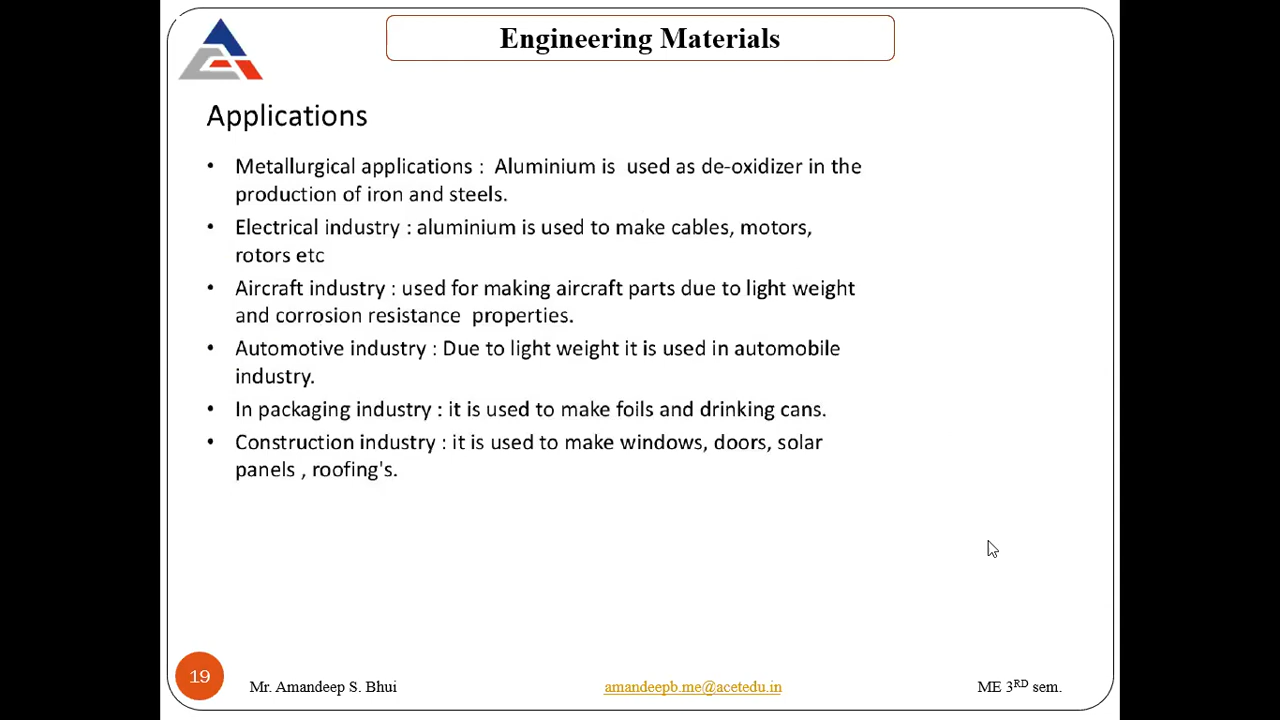 Engineering Materials
Applications
• Metallurgical applications :  Aluminium is  used as de-oxidizer in the
production of iron and steels.
• Electrical industry : aluminium is used to make cables, motors,
rotors etc
• Aircraft industry : used for making aircraft parts due to light weight
and corrosion resistance  properties.
• Automotive industry : Due to light weight it is used in automobile
industry.
• In packaging industry : it is used to make foils and drinking cans.
• Construction industry : it is used to make windows, doors, solar
panels , roofing's.
19
Mr. Amandeep S. Bhui
amandeepb.me@acetedu.in
ME 3RD sem.